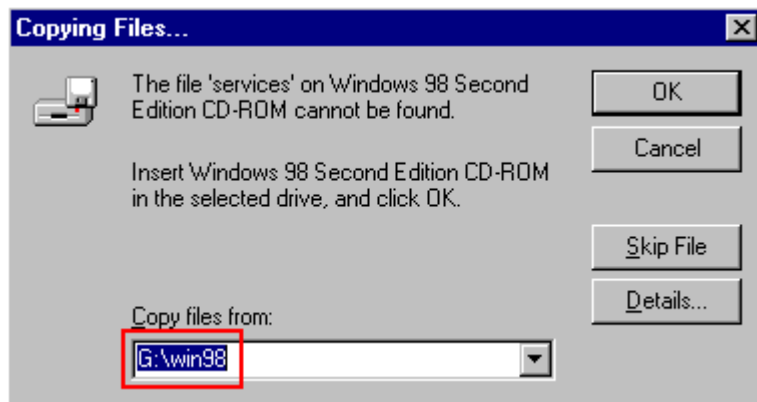 Copying Files...
The file 'services' on Windows 98 Second
Edition CD-ROM cannot be found.
Insert Windows 98 Second Edition CD-ROM
in the selected drive, and click OK.
OK
Cancel
Skip File
Details...
Copy files from:
G:\win98